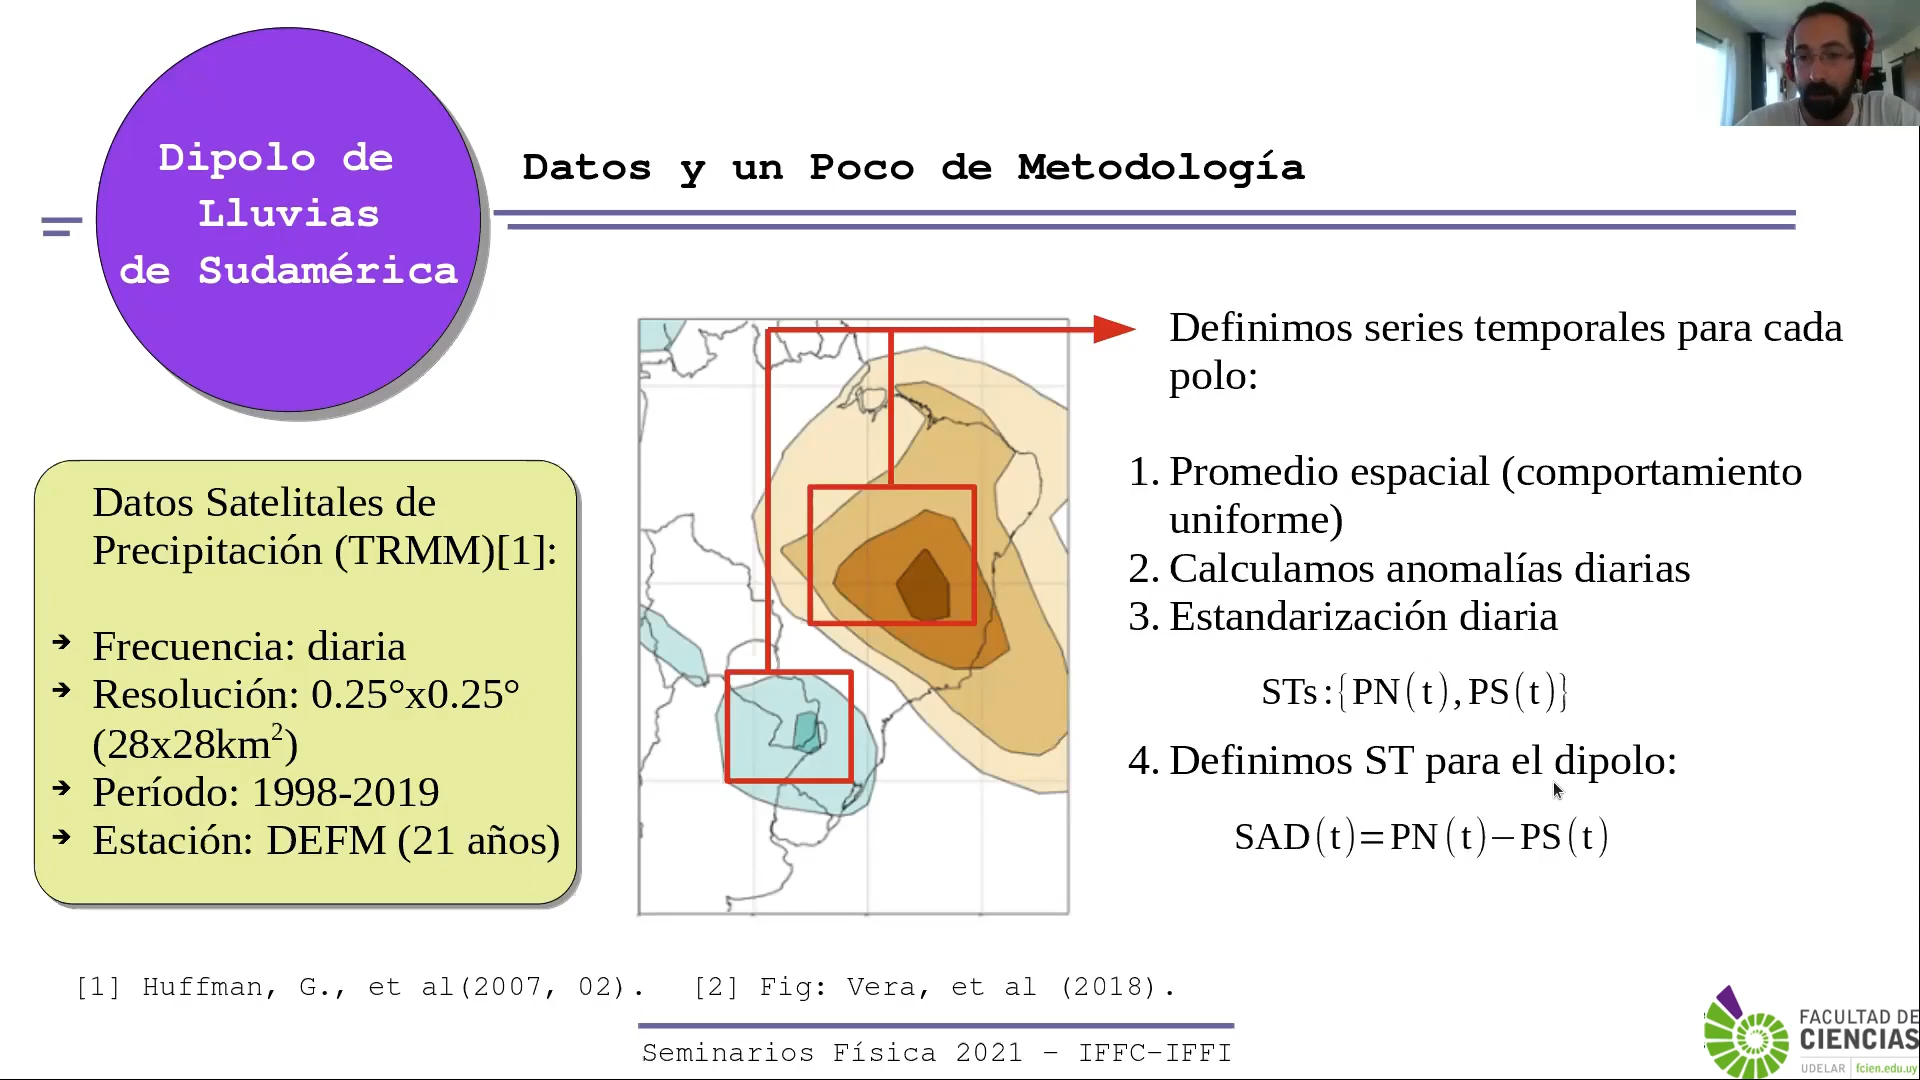 Dipolo de
Lluvias
de Sudamérica
Datos y un Poco de Metodología
Datos Satelitales de
Precipitación (TRMM)[1]:
➔ Frecuencia: diaria
➔ Resolución: 0.25°x0.25°
(28x28km²)
➔ Período: 1998-2019
➔ Estación: DEFM (21 años)
Definimos series temporales para cada
polo:
1. Promedio espacial (comportamiento
uniforme)
2. Calculamos anomalías diarias
3. Estandarización diaria
STs:{PN(t),PS(t)}
4. Definimos ST para el dipolo:
SAD(t)=PN(t)−PS(t)
[1] Huffman, G., et al(2007, 02). [2] Fig: Vera, et al (2018).
Seminarios Física 2021 – IFFC-IFFI
FACULTAD DE
CIENCIAS
UDELAR | fcien.edu.uy